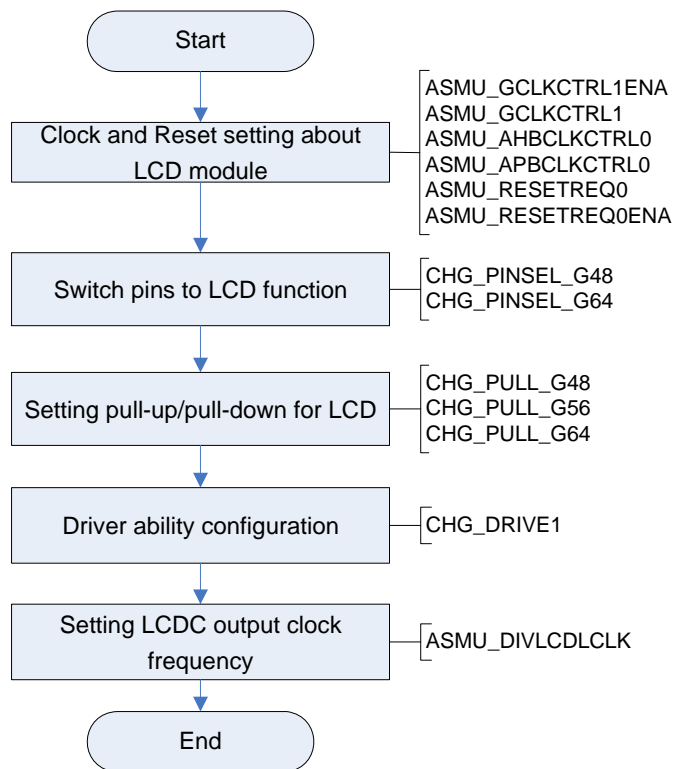 Start
Clock and Reset setting about
LCD module
ASMU_GCLKCTRL1ENA
ASMU_GCLKCTRL1
ASMU_AHBCLKCTRL0
ASMU_APBCLKCTRL0
ASMU_RESETREQ0
ASMU_RESETREQ0ENA
Switch pins to LCD function
CHG_PINSEL_G48
CHG_PINSEL_G64
Setting pull-up/pull-down for LCD
CHG_PULL_G48
CHG_PULL_G56
CHG_PULL_G64
Driver ability configuration
CHG_DRIVE1
Setting LCDC output clock
frequency
ASMU_DIVLCDLCLK
End